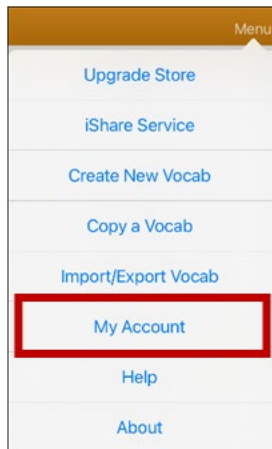 Menu
Upgrade Store
iShare Service
Create New Vocab
Copy a Vocab
Import/Export Vocab
My Account
Help
About